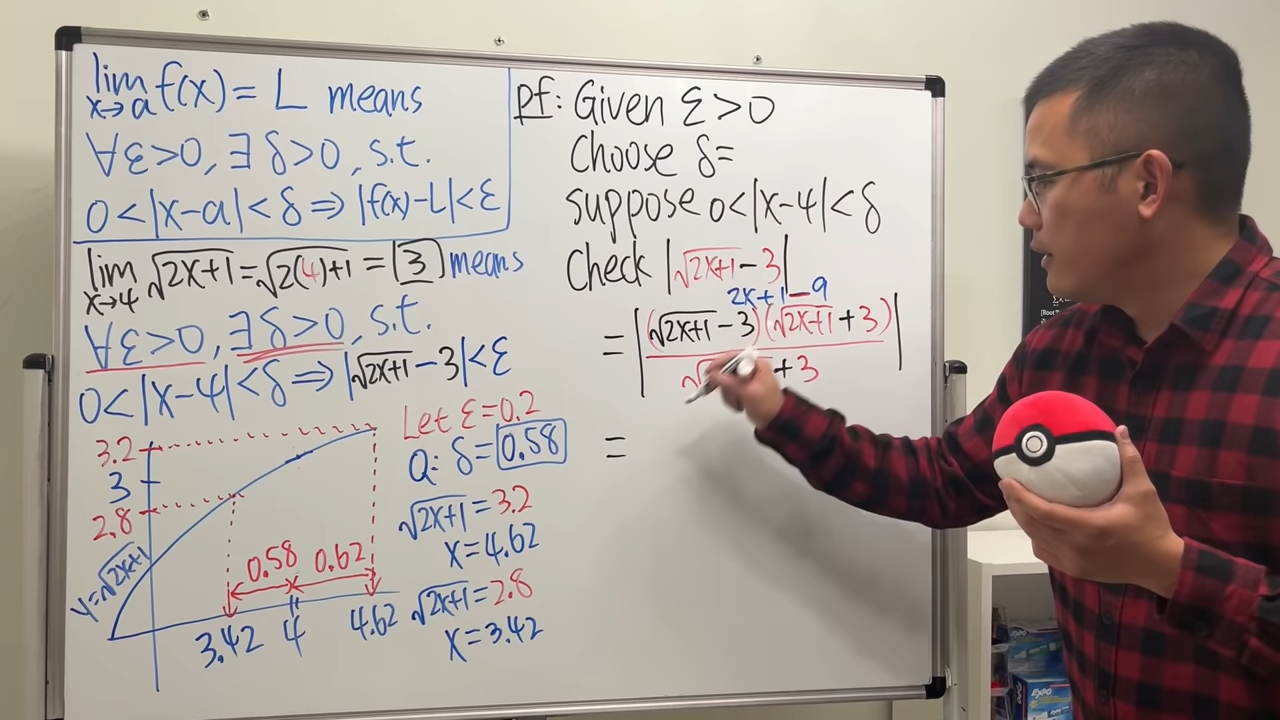 lim x→a f(x) = L means
∀ε>0, ∃ δ>0, s.t.
0<|x-a|<δ ⇒ |f(x)-L|<ε
lim x→4 √2x+1 = √2(4)+1 = 3 means
∀ε>0, ∃ δ>0, s.t.
0<|x-4|<δ ⇒ |√2x+1 - 3|<ε
3.2
3
2.8
y=√2x+1
0.58 0.62
3.42 4 4.62
Let ε=0.2
Q: δ= 0.58
√2x+1 = 3.2
x=4.62
√2x+1 = 2.8
x=3.42
pf: Given ε>0
Choose δ=
suppose 0<|x-4|<δ
Check |√2x+1 - 3|
2x+1-9
= |(√2x+1 - 3)(√2x+1 + 3)|
√ +3
=
EXPO